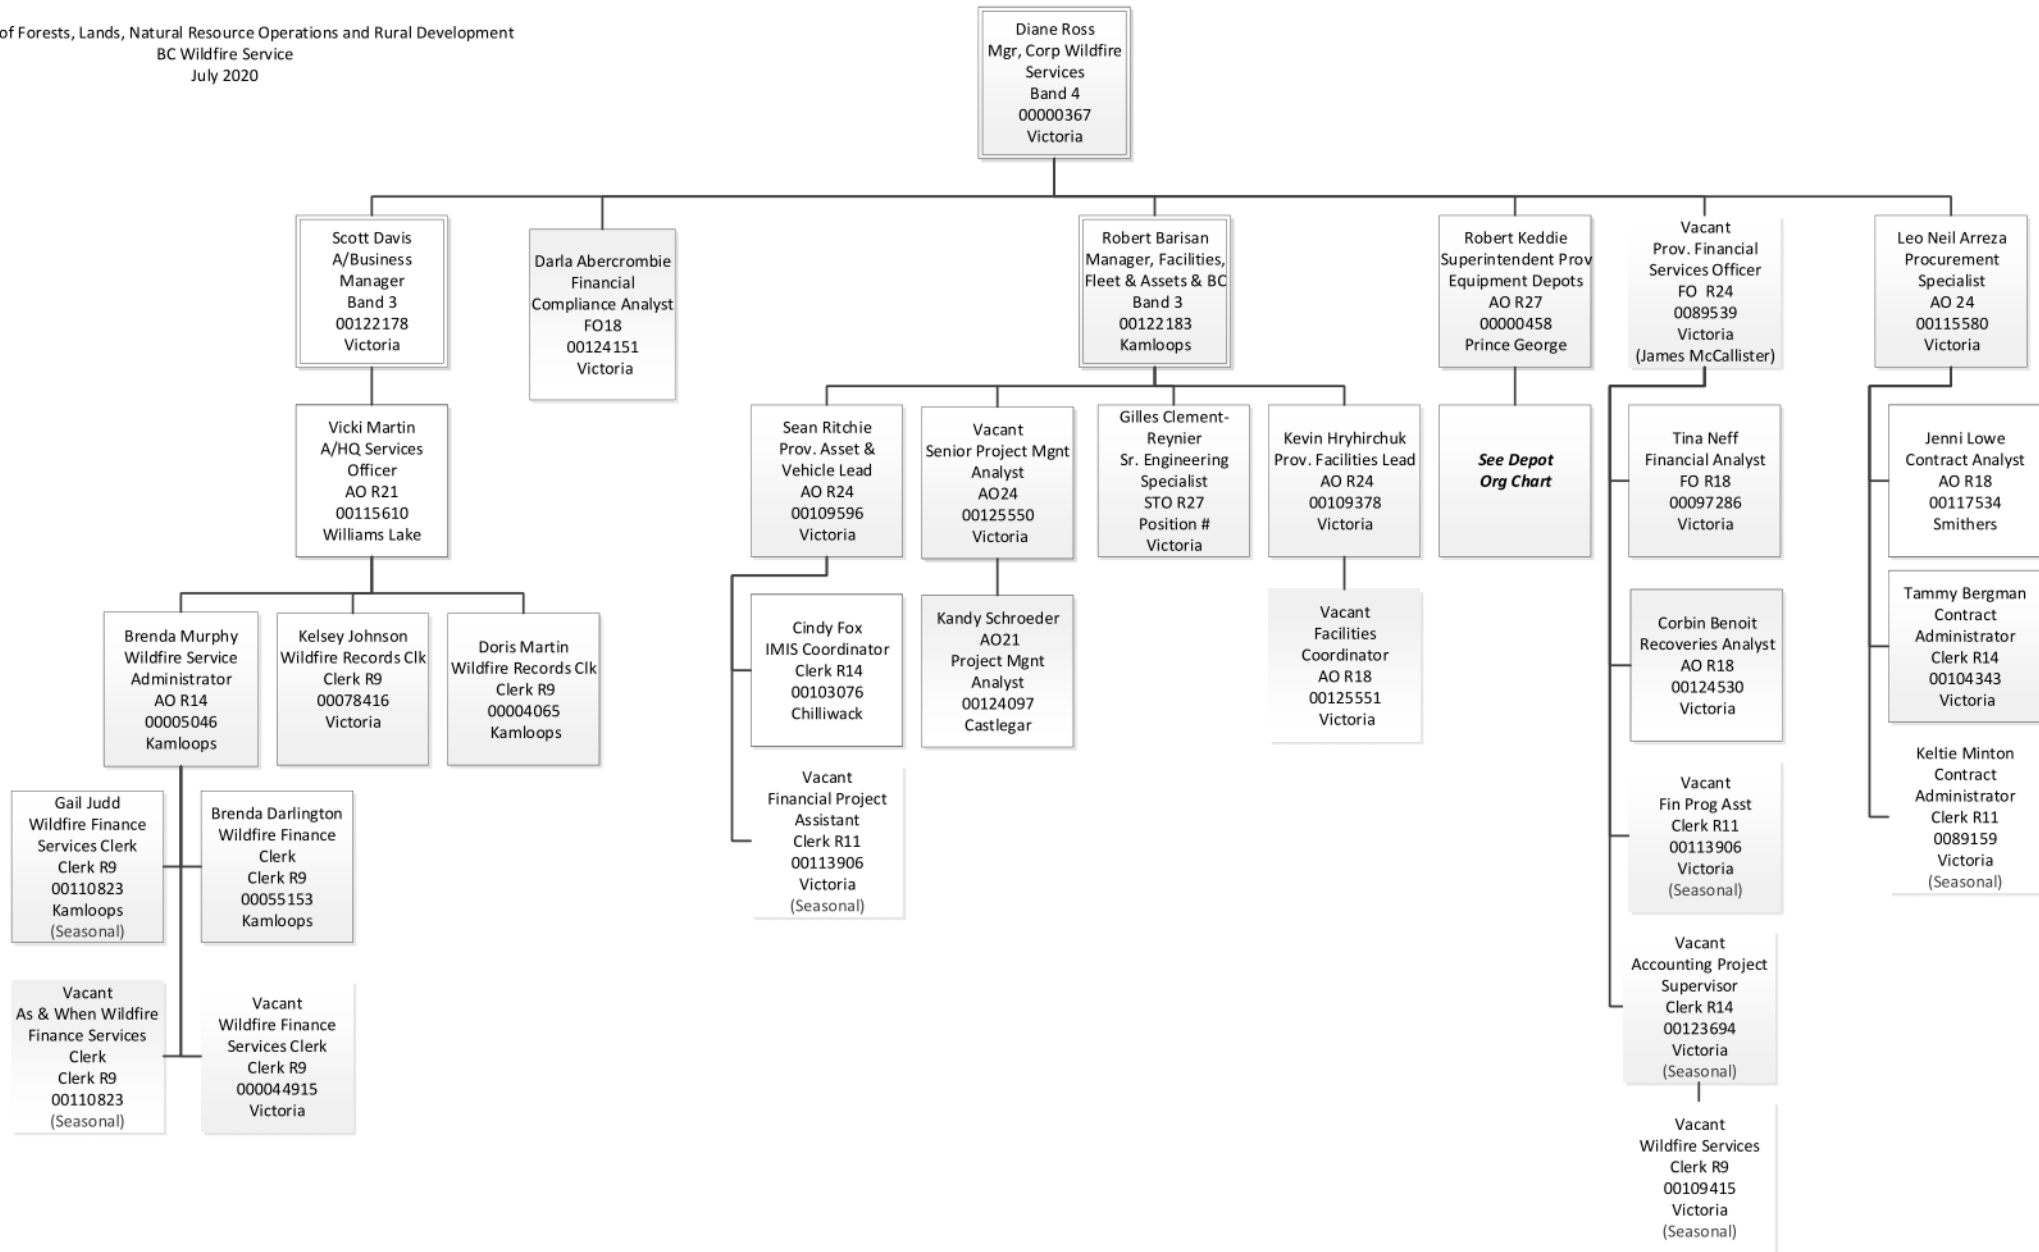 of Forests, Lands, Natural Resource Operations and Rural Development
BC Wildfire Service
July 2020
Diane Ross
Mgr, Corp Wildfire
Services
Band 4
00000367
Victoria
Scott Davis
A/Business
Manager
Band 3
00122178
Victoria
Darla Abercrombie
Financial
Compliance Analyst
FO18
00124151
Victoria
Robert Barisan
Manager, Facilities,
Fleet & Assets & BC
Band 3
00122183
Kamloops
Robert Keddie
Superintendent Prov
Equipment Depots
AO R27
00000458
Prince George
Vacant
Prov. Financial
Services Officer
FO R24
0089539
Victoria
(James McCallister)
Leo Neil Arreza
Procurement
Specialist
AO 24
00115580
Victoria
Vicki Martin
A/HQ Services
Officer
AO R21
00115610
Williams Lake
Sean Ritchie
Prov. Asset &
Vehicle Lead
AO R24
00109596
Victoria
Vacant
Senior Project Mgnt
Analyst
AO24
00125550
Victoria
Gilles Clement-
Reynier
Sr. Engineering
Specialist
STO R27
Position #
Victoria
Kevin Hryhirchuk
Prov. Facilities Lead
AO R24
00109378
Victoria
See Depot
Org Chart
Tina Neff
Financial Analyst
FO R18
00097286
Victoria
Jenni Lowe
Contract Analyst
AO R18
00117534
Smithers
Brenda Murphy
Wildfire Service
Administrator
AO R14
00005046
Kamloops
Kelsey Johnson
Wildfire Records Clk
Clerk R9
00078416
Victoria
Doris Martin
Wildfire Records Clk
Clerk R9
00004065
Kamloops
Cindy Fox
IMIS Coordinator
Clerk R14
00103076
Chilliwack
Kandy Schroeder
AO21
Project Mgnt
Analyst
00124097
Castlegar
Vacant
Facilities
Coordinator
AO R18
00125551
Victoria
Corbin Benoit
Recoveries Analyst
AO R18
00124530
Victoria
Tammy Bergman
Contract
Administrator
Clerk R14
00104343
Victoria
Gail Judd
Wildfire Finance
Services Clerk
Clerk R9
00110823
Kamloops
(Seasonal)
Brenda Darlington
Wildfire Finance
Clerk
Clerk R9
00055153
Kamloops
Vacant
Financial Project
Assistant
Clerk R11
00113906
Victoria
(Seasonal)
Vacant
Fin Prog Asst
Clerk R11
00113906
Victoria
(Seasonal)
Keltie Minton
Contract
Administrator
Clerk R11
0089159
Victoria
(Seasonal)
Vacant
As & When Wildfire
Finance Services
Clerk
Clerk R9
00110823
(Seasonal)
Vacant
Wildfire Finance
Services Clerk
Clerk R9
000044915
Victoria
Vacant
Accounting Project
Supervisor
Clerk R14
00123694
Victoria
(Seasonal)
Vacant
Wildfire Services
Clerk R9
00109415
Victoria
(Seasonal)